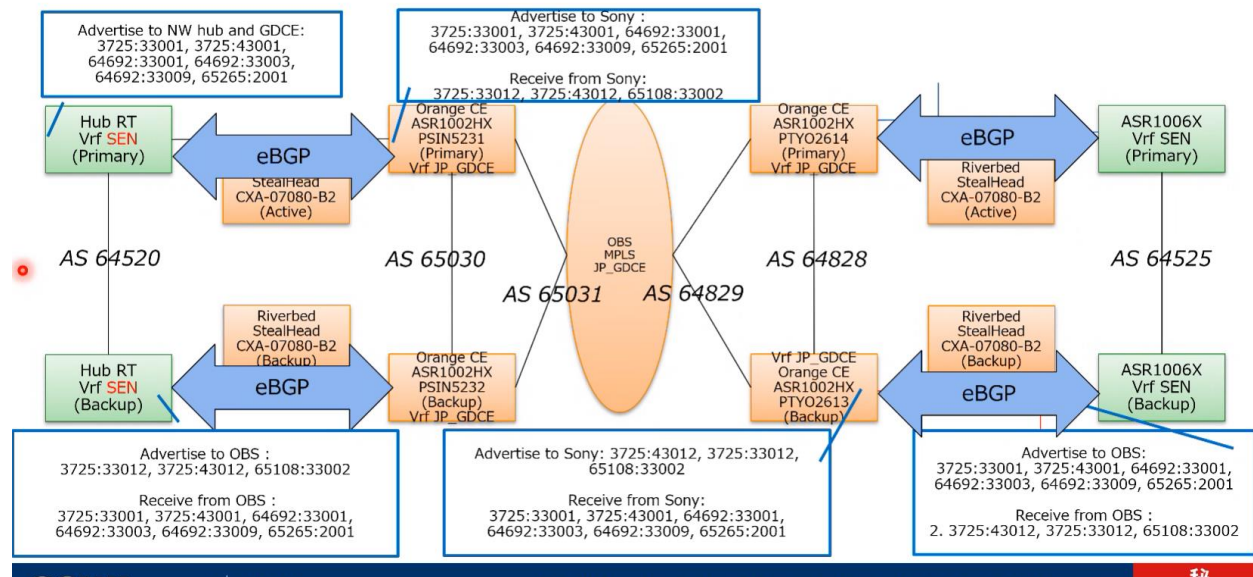 Advertise to NW hub and GDCE:
3725:33001, 3725:43001,
64692:33001, 64692:33003,
64692:33009, 65265:2001
Advertise to Sony :
3725:33001, 3725:43001, 64692:33001,
64692:33003, 64692:33009, 65265:2001
Receive from Sony:
3725:33012, 3725:43012, 65108:33002
Hub RT
Vrf SEN
(Primary)
eBGP
Riverbed
StealHead
CXA-07080-B2
(Active)
Orange CE
ASR1002HX
PSIN5231
(Primary)
Vrf JP_GDCE
Orange CE
ASR1002HX
PTYO2614
(Primary)
Vrf JP_GDCE
eBGP
Riverbed
StealHead
CXA-07080-B2
(Active)
ASR1006X
Vrf SEN
(Primary)
AS 64520
AS 65030
AS 65031
OBS
MPLS
JP_GDCE
AS 64829
AS 64828
AS 64525
Hub RT
Vrf SEN
(Backup)
Riverbed
StealHead
CXA-07080-B2
(Backup)
eBGP
Orange CE
ASR1002HX
PSIN5232
(Backup)
Vrf JP_GDCE
Vrf JP_GDCE
Orange CE
ASR1002HX
PTYO2613
(Backup)
Riverbed
StealHead
CXA-07080-B2
(Backup)
eBGP
ASR1006X
Vrf SEN
(Backup)
Advertise to OBS :
3725:33012, 3725:43012, 65108:33002
Receive from OBS :
3725:33001, 3725:43001, 64692:33001,
64692:33003, 64692:33009, 65265:2001
Advertise to Sony: 3725:43012, 3725:33012,
65108:33002
Receive from Sony:
3725:33001, 3725:43001, 64692:33001,
64692:33003, 64692:33009, 65265:2001
Advertise to OBS:
3725:33001, 3725:43001, 64692:33001,
64692:33003, 64692:33009, 65265:2001
Receive from OBS :
2. 3725:43012, 3725:33012, 65108:33002